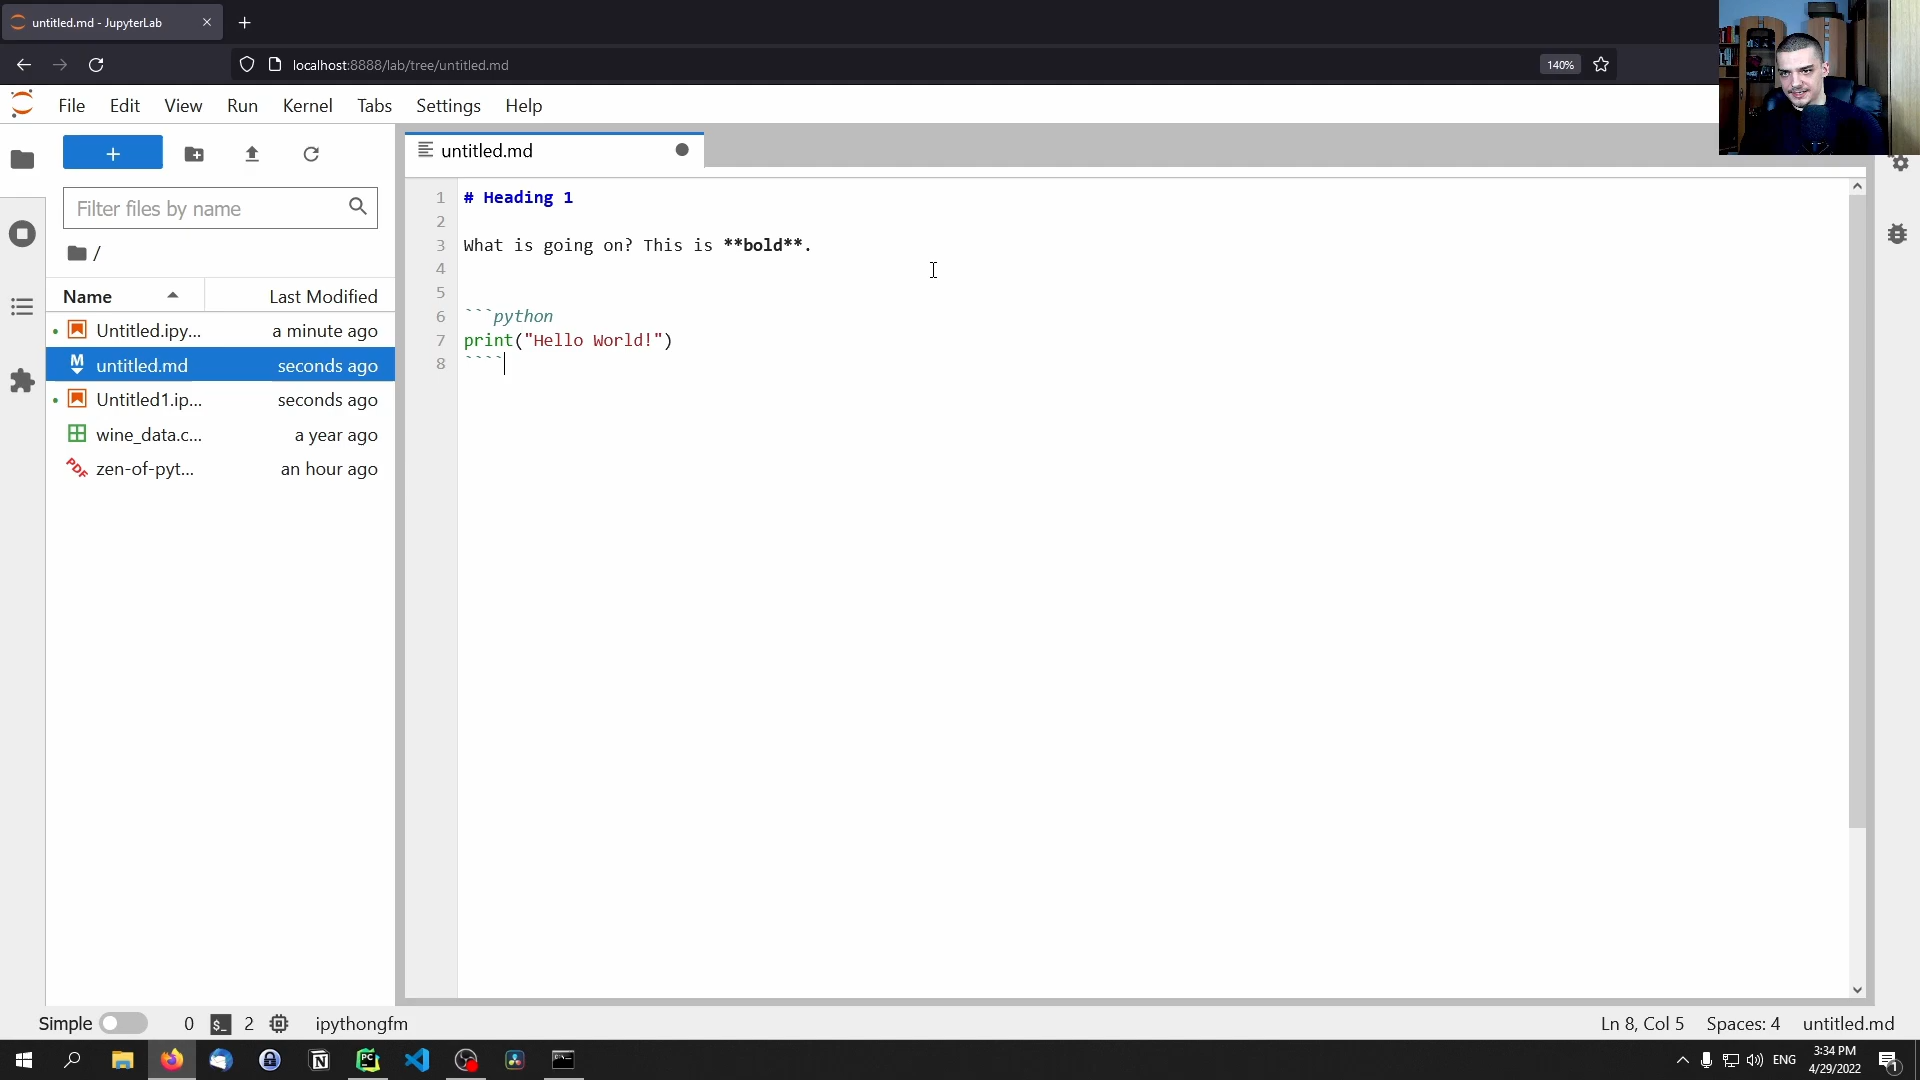 untitled.md - JupyterLab
localhost:8888/lab/tree/untitled.md
140%
File Edit View Run Kernel Tabs Settings Help
Filter files by name
/
Name Last Modified
Untitled.ipy... a minute ago
untitled.md seconds ago
Untitled1.ip... seconds ago
wine_data.c... a year ago
zen-of-pyt... an hour ago
untitled.md
1 # Heading 1
2
3 What is going on? This is **bold**.
4
5
6 ```python
7 print("Hello World!")
8 ````
Simple 0 $_ 2 ipythongfm
Ln 8, Col 5 Spaces: 4 untitled.md
ENG
3:34 PM
4/29/2022
1